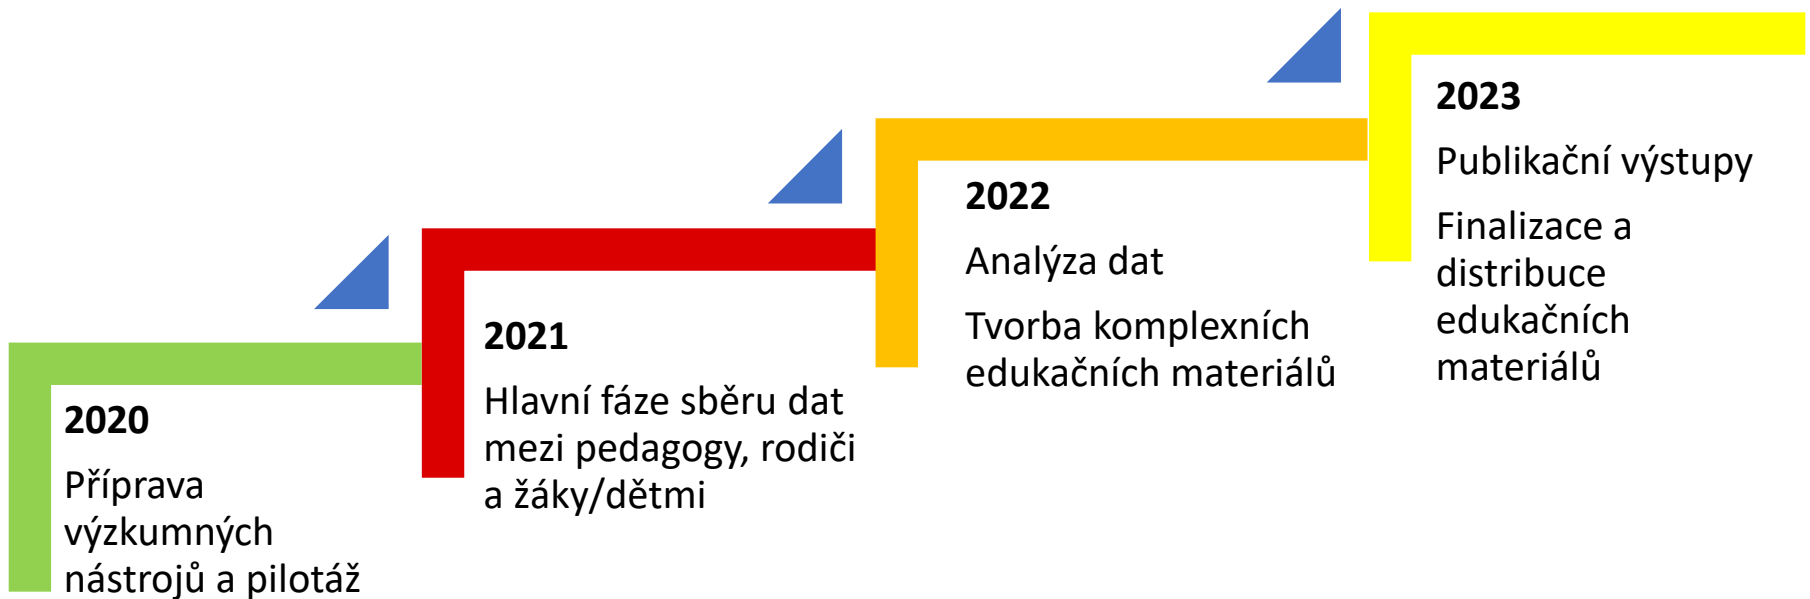 2020
Příprava
výzkumných
nástrojů a pilotáž
2021
Hlavní fáze sběru dat
mezi pedagogy, rodiči
a žáky/dětmi
2022
Analýza dat
Tvorba komplexních
edukačních materiálů
2023
Publikační výstupy
Finalizace a
distribuce
edukačních
materiálů